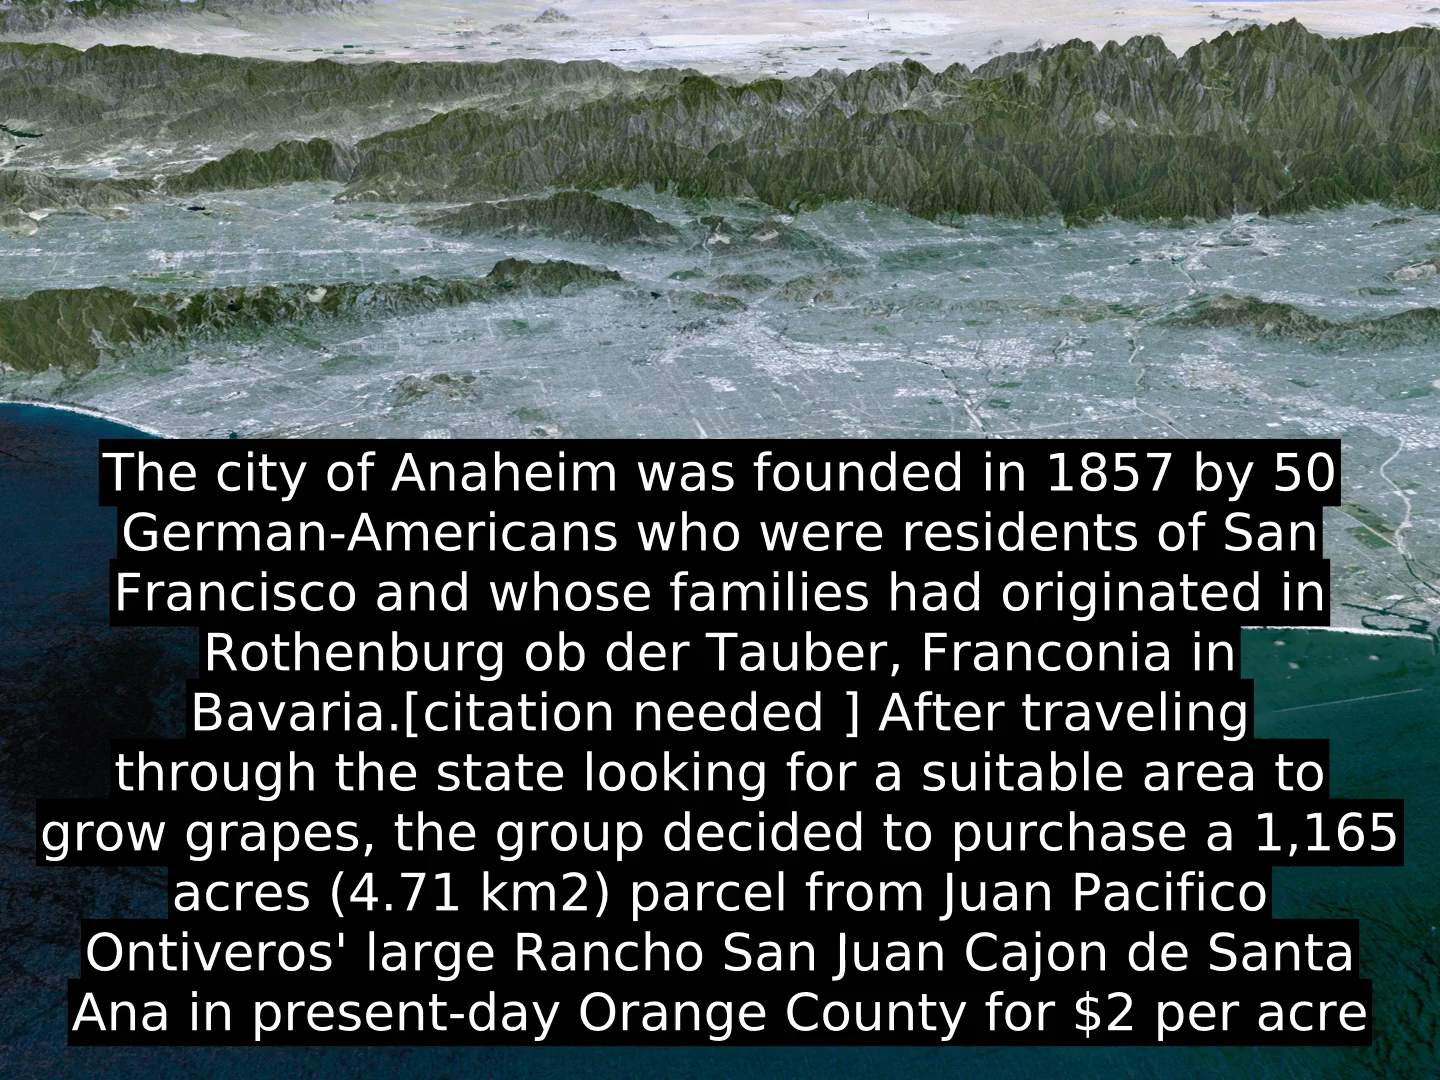 The city of Anaheim was founded in 1857 by 50
German-Americans who were residents of San
Francisco and whose families had originated in
Rothenburg ob der Tauber, Franconia in
Bavaria.[citation needed ] After traveling
through the state looking for a suitable area to
grow grapes, the group decided to purchase a 1,165
acres (4.71 km2) parcel from Juan Pacifico
Ontiveros' large Rancho San Juan Cajon de Santa
Ana in present-day Orange County for $2 per acre